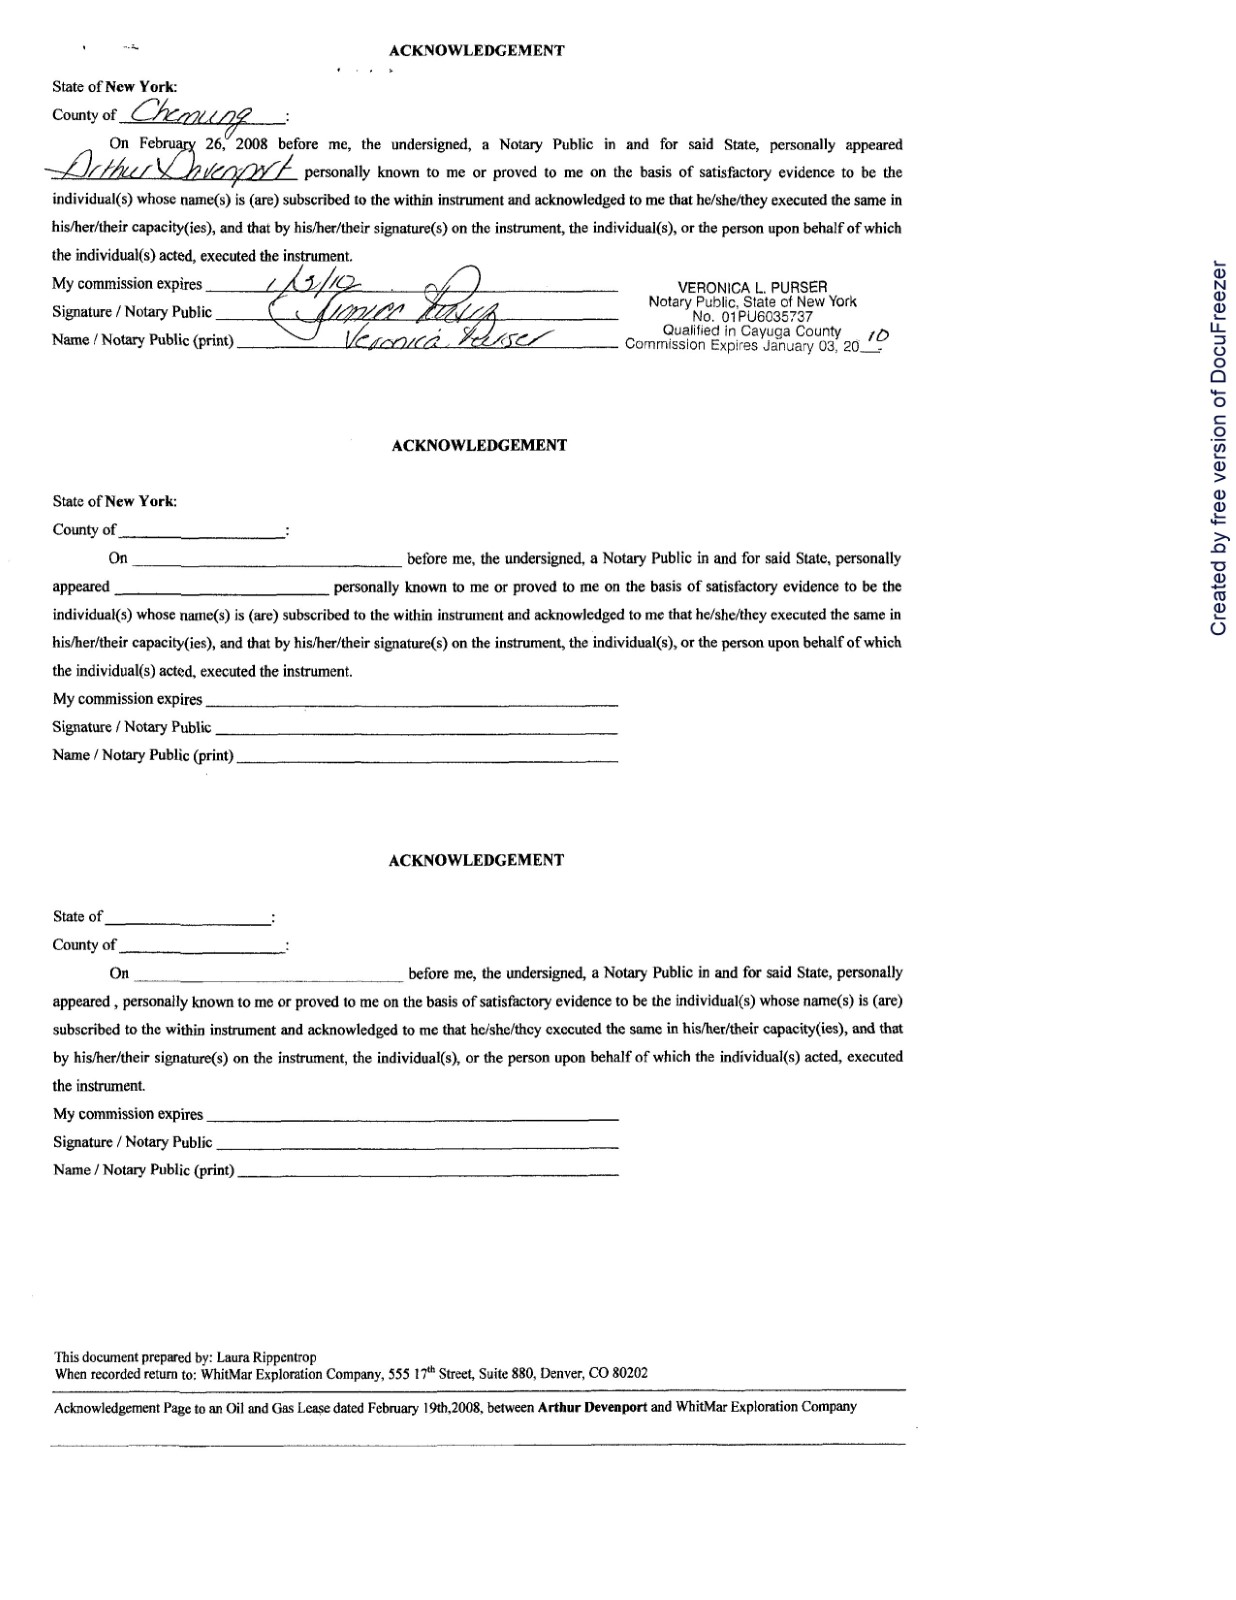 ACKNOWLEDGEMENT
State of New York:
County of Chemung :
On February 26, 2008 before me, the undersigned, a Notary Public in and for said State, personally appeared
Arthur Davenport personally known to me or proved to me on the basis of satisfactory evidence to be the
individual(s) whose name(s) is (are) subscribed to the within instrument and acknowledged to me that he/she/they executed the same in
his/her/their capacity(ies), and that by his/her/their signature(s) on the instrument, the individual(s), or the person upon behalf of which
the individual(s) acted, executed the instrument.
My commission expires 1/3/10
Signature / Notary Public
Name / Notary Public (print) Veronica Purser
VERONICA L. PURSER
Notary Public, State of New York
No. 01PU6035737
Qualified in Cayuga County
Commission Expires January 03, 20 10
ACKNOWLEDGEMENT
State of New York:
County of ____________________:
On ____________________ before me, the undersigned, a Notary Public in and for said State, personally
appeared ____________________ personally known to me or proved to me on the basis of satisfactory evidence to be the
individual(s) whose name(s) is (are) subscribed to the within instrument and acknowledged to me that he/she/they executed the same in
his/her/their capacity(ies), and that by his/her/their signature(s) on the instrument, the individual(s), or the person upon behalf of which
the individual(s) acted, executed the instrument.
My commission expires ____________________
Signature / Notary Public ____________________
Name / Notary Public (print) ____________________
ACKNOWLEDGEMENT
State of ____________________:
County of ____________________:
On ____________________ before me, the undersigned, a Notary Public in and for said State, personally
appeared , personally known to me or proved to me on the basis of satisfactory evidence to be the individual(s) whose name(s) is (are)
subscribed to the within instrument and acknowledged to me that he/she/they executed the same in his/her/their capacity(ies), and that
by his/her/their signature(s) on the instrument, the individual(s), or the person upon behalf of which the individual(s) acted, executed
the instrument.
My commission expires ____________________
Signature / Notary Public ____________________
Name / Notary Public (print) ____________________
This document prepared by: Laura Rippentrop
When recorded return to: WhitMar Exploration Company, 555 17th Street, Suite 880, Denver, CO 80202
Acknowledgement Page to an Oil and Gas Lease dated February 19th,2008, between Arthur Devenport and WhitMar Exploration Company
Created by free version of DocuFreezer